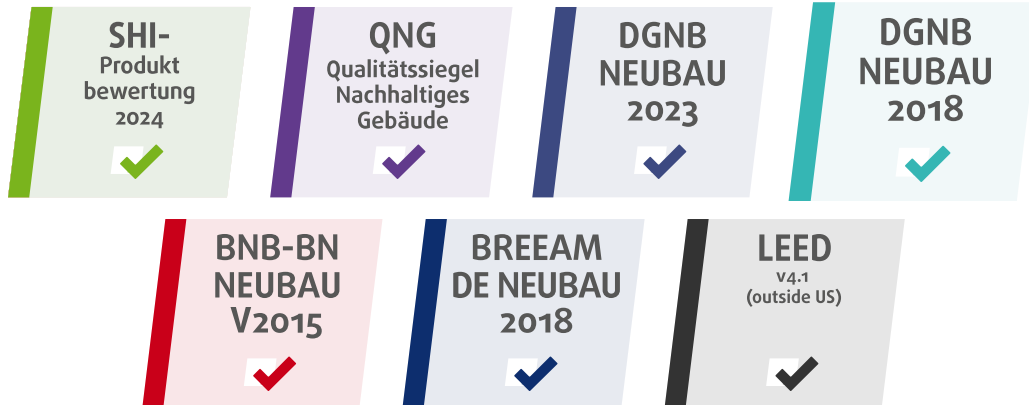 SHI-
Produkt
bewertung
2024
QNG
Qualitätssiegel
Nachhaltiges
Gebäude
DGNB
NEUBAU
2023
DGNB
NEUBAU
2018
BNB-BN
NEUBAU
V2015
BREEAM
DE NEUBAU
2018
LEED
v4.1
(outside US)